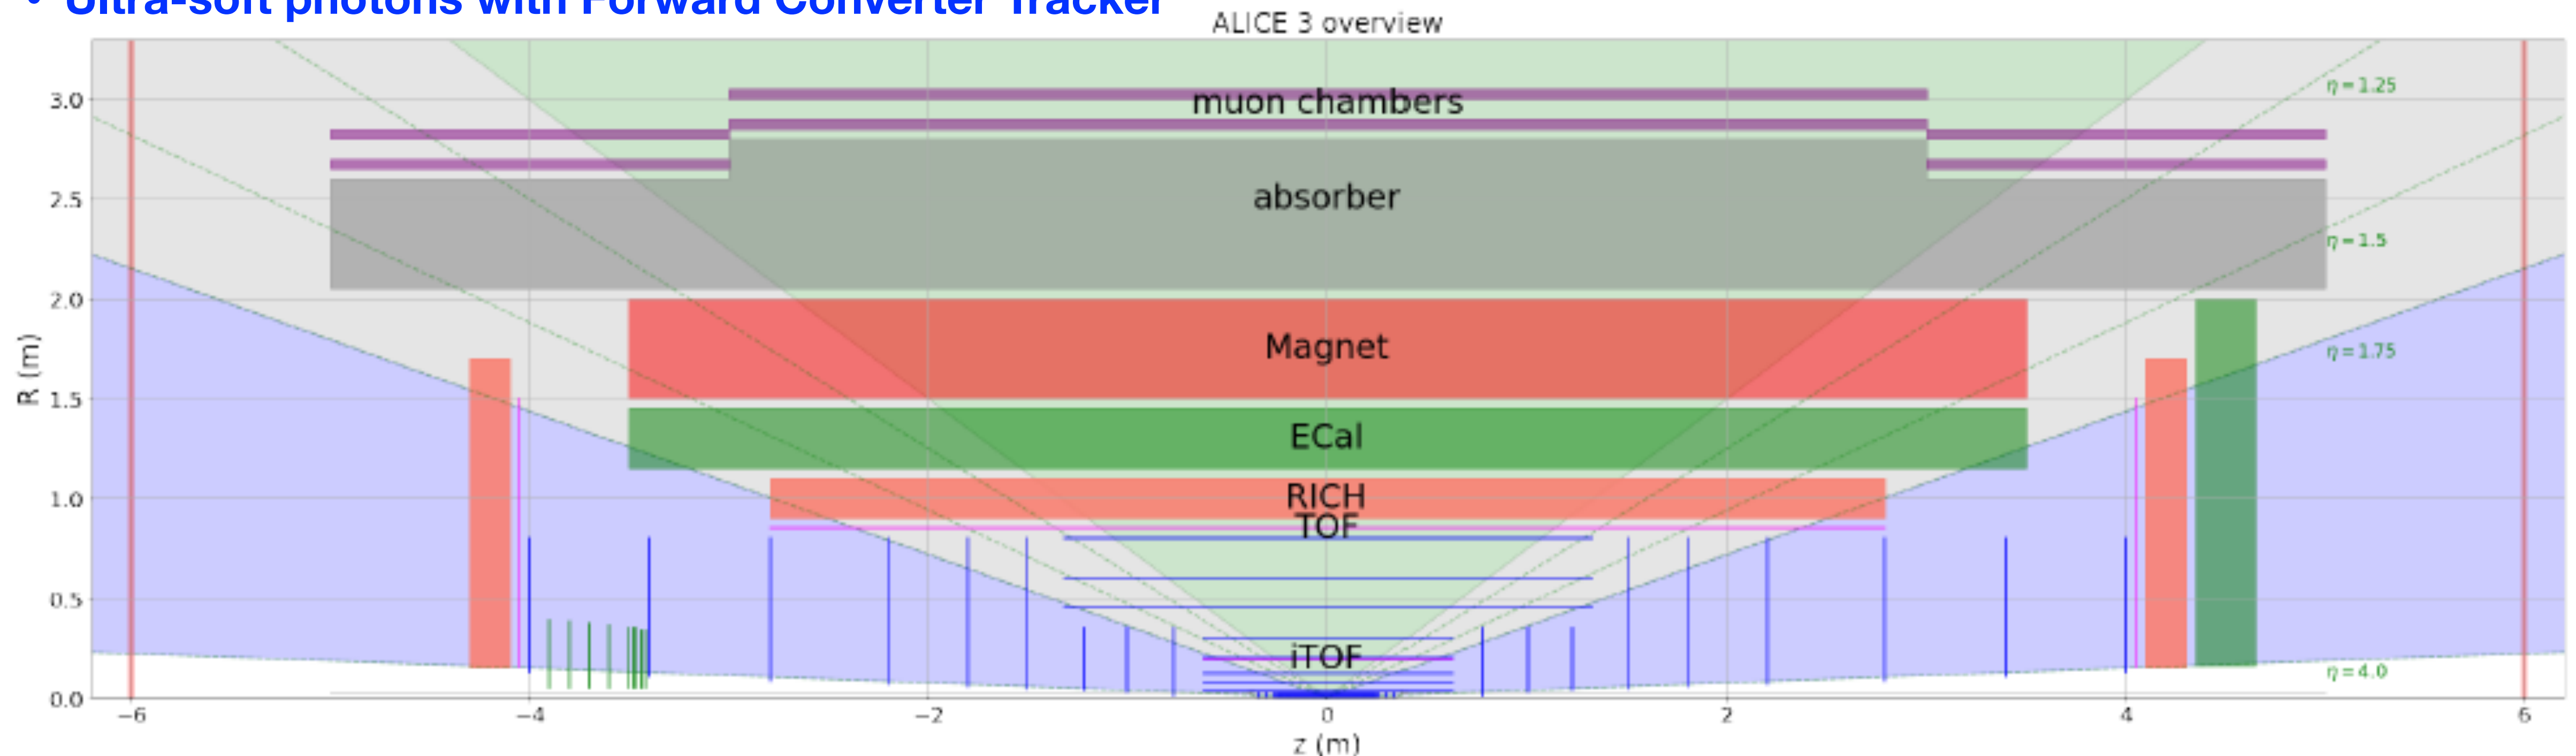 • Ultra-soft photons with Forward Converter Tracker
ALICE 3 overview
3.0
2.5
2.0
1.5
1.0
0.5
0.0
R (m)
muon chambers
absorber
Magnet
ECal
RICH
TOF
iTOF
η = 1.25
η = 1.5
η = 1.75
η = 4.0
−6
−4
−2
0
2
4
6
z (m)